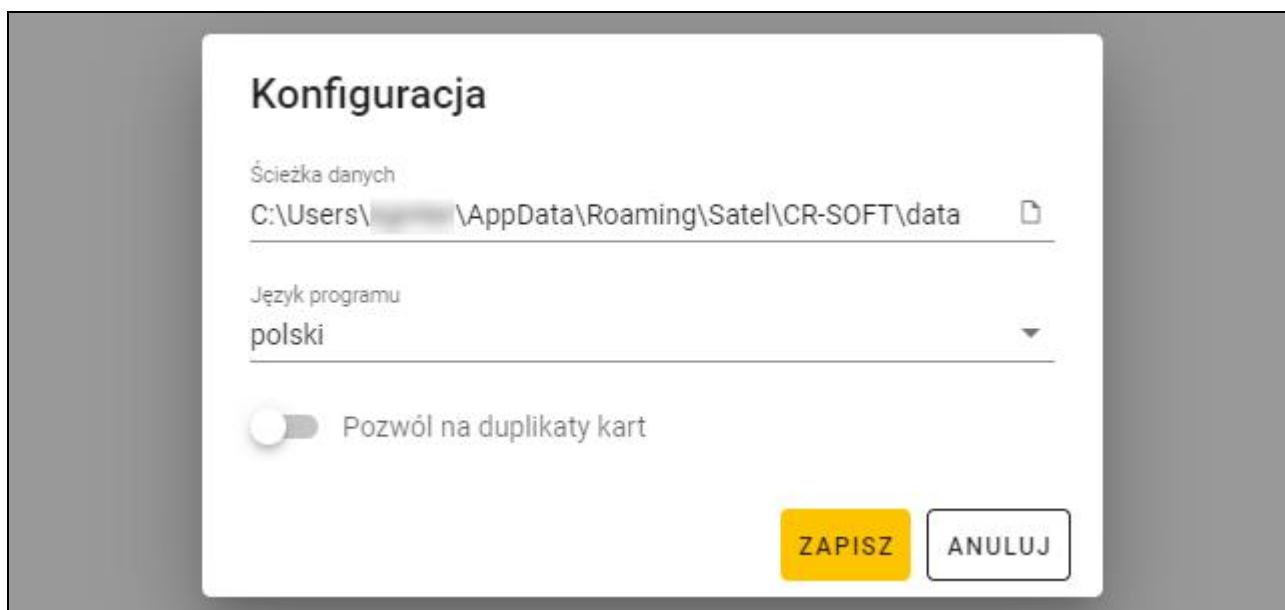 Konfiguracja
Ścieżka danych
C:\Users\ \AppData\Roaming\Satel\CR-SOFT\data
Język programu
polski
Pozwól na duplikaty kart
ZAPISZ ANULUJ